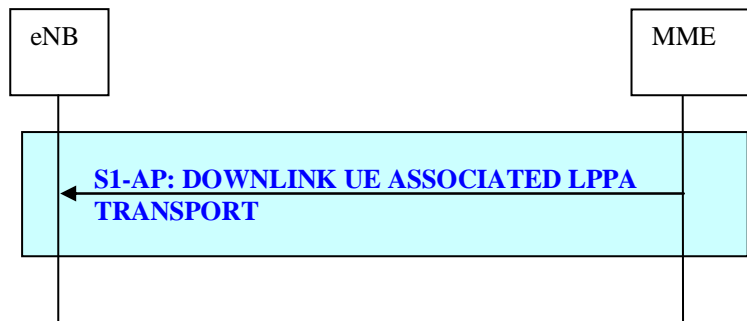 eNB
MME
S1-AP: DOWNLINK UE ASSOCIATED LPPA
TRANSPORT